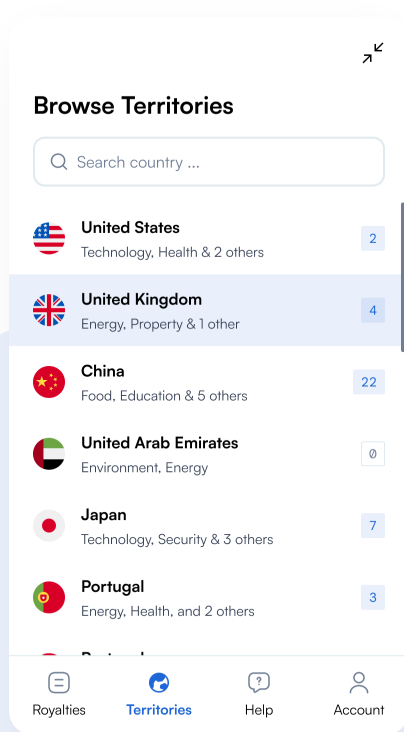 Browse Territories
Search country ...
United States
Technology, Health & 2 others
2
United Kingdom
Energy, Property & 1 other
4
China
Food, Education & 5 others
22
United Arab Emirates
Environment, Energy
0
Japan
Technology, Security & 3 others
7
Portugal
Energy, Health, and 2 others
3
Royalties
Territories
Help
Account